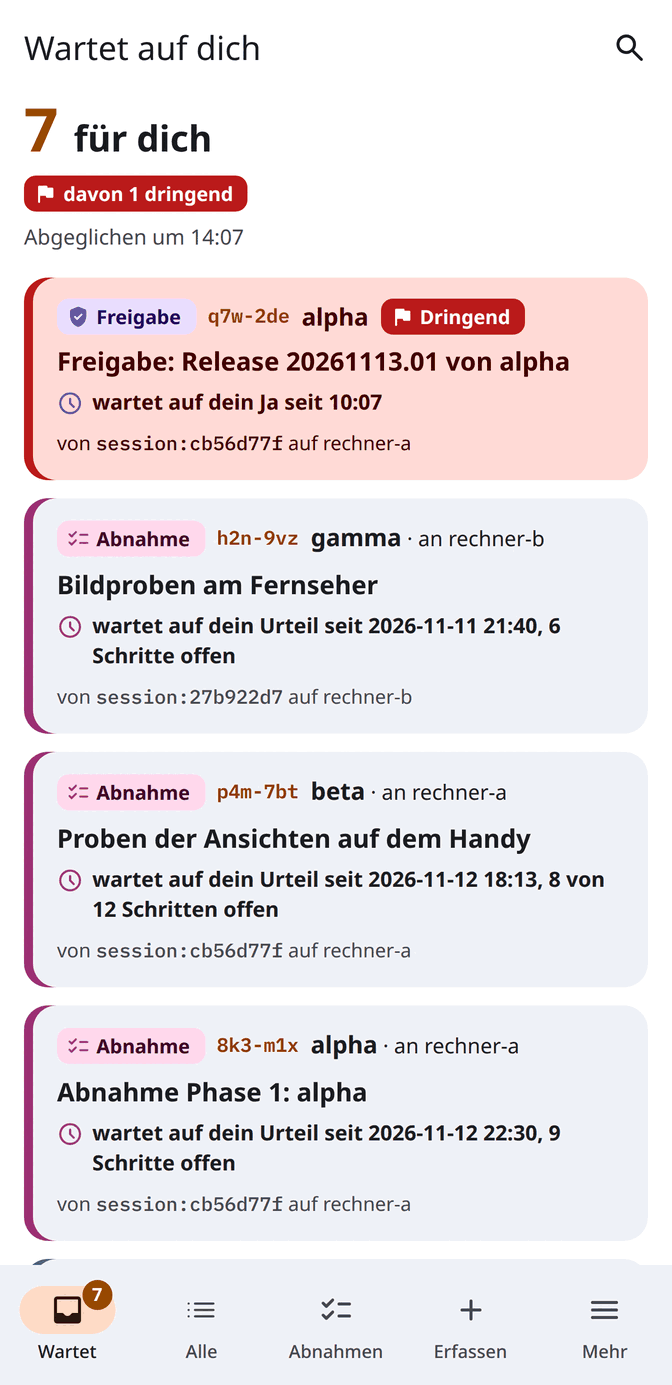 Wartet auf dich
7 für dich
davon 1 dringend
Abgeglichen um 14:07
Freigabe q7w-2de alpha Dringend
Freigabe: Release 20261113.01 von alpha
wartet auf dein Ja seit 10:07
von session:cb56d77f auf rechner-a
Abnahme h2n-9vz gamma · an rechner-b
Bildproben am Fernseher
wartet auf dein Urteil seit 2026-11-11 21:40, 6
Schritte offen
von session:27b922d7 auf rechner-b
Abnahme p4m-7bt beta · an rechner-a
Proben der Ansichten auf dem Handy
wartet auf dein Urteil seit 2026-11-12 18:13, 8 von
12 Schritten offen
von session:cb56d77f auf rechner-a
Abnahme 8k3-m1x alpha · an rechner-a
Abnahme Phase 1: alpha
wartet auf dein Urteil seit 2026-11-12 22:30, 9
Schritte offen
von session:cb56d77f auf rechner-a
7
Wartet Alle Abnahmen Erfassen Mehr